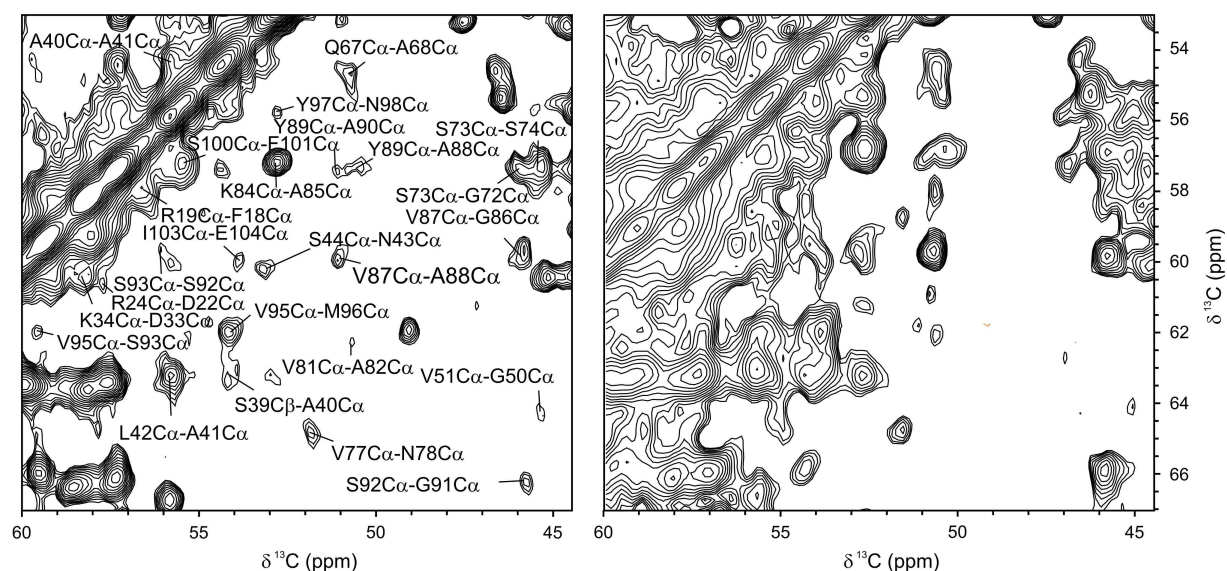 A40Cα-A41Cα
Q67Cα-A68Cα
Y97Cα-N98Cα
Y89Cα-A90Cα
S73Cα-S74Cα
S100Cα-E101Cα
Y89Cα-A88Cα
K84Cα-A85Cα
S73Cα-G72Cα
R19Cα-F18Cα
V87Cα-G86Cα
I103Cα-E104Cα
S44Cα-N43Cα
V87Cα-A88Cα
S93Cα-S92Cα
R24Cα-D22Cα
V95Cα-M96Cα
K34Cα-D33Cα
V95Cα-S93Cα
V81Cα-A82Cα
V51Cα-G50Cα
S39Cβ-A40Cα
L42Cα-A41Cα
V77Cα-N78Cα
S92Cα-G91Cα
60 55 50 45
δ ¹³C (ppm)
60 55 50 45
δ ¹³C (ppm)
54
56
58
60
62
64
66
δ ¹³C (ppm)